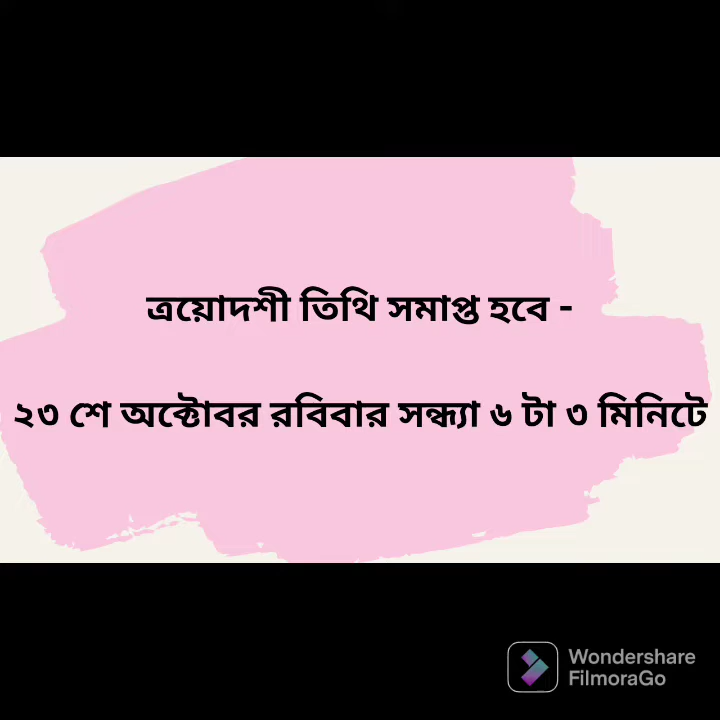 ত্রয়োদশী তিথি সমাপ্ত হবে -
২৩ শে অক্টোবর রবিবার সন্ধ্যা ৬ টা ৩ মিনিটে
Wondershare
FilmoraGo